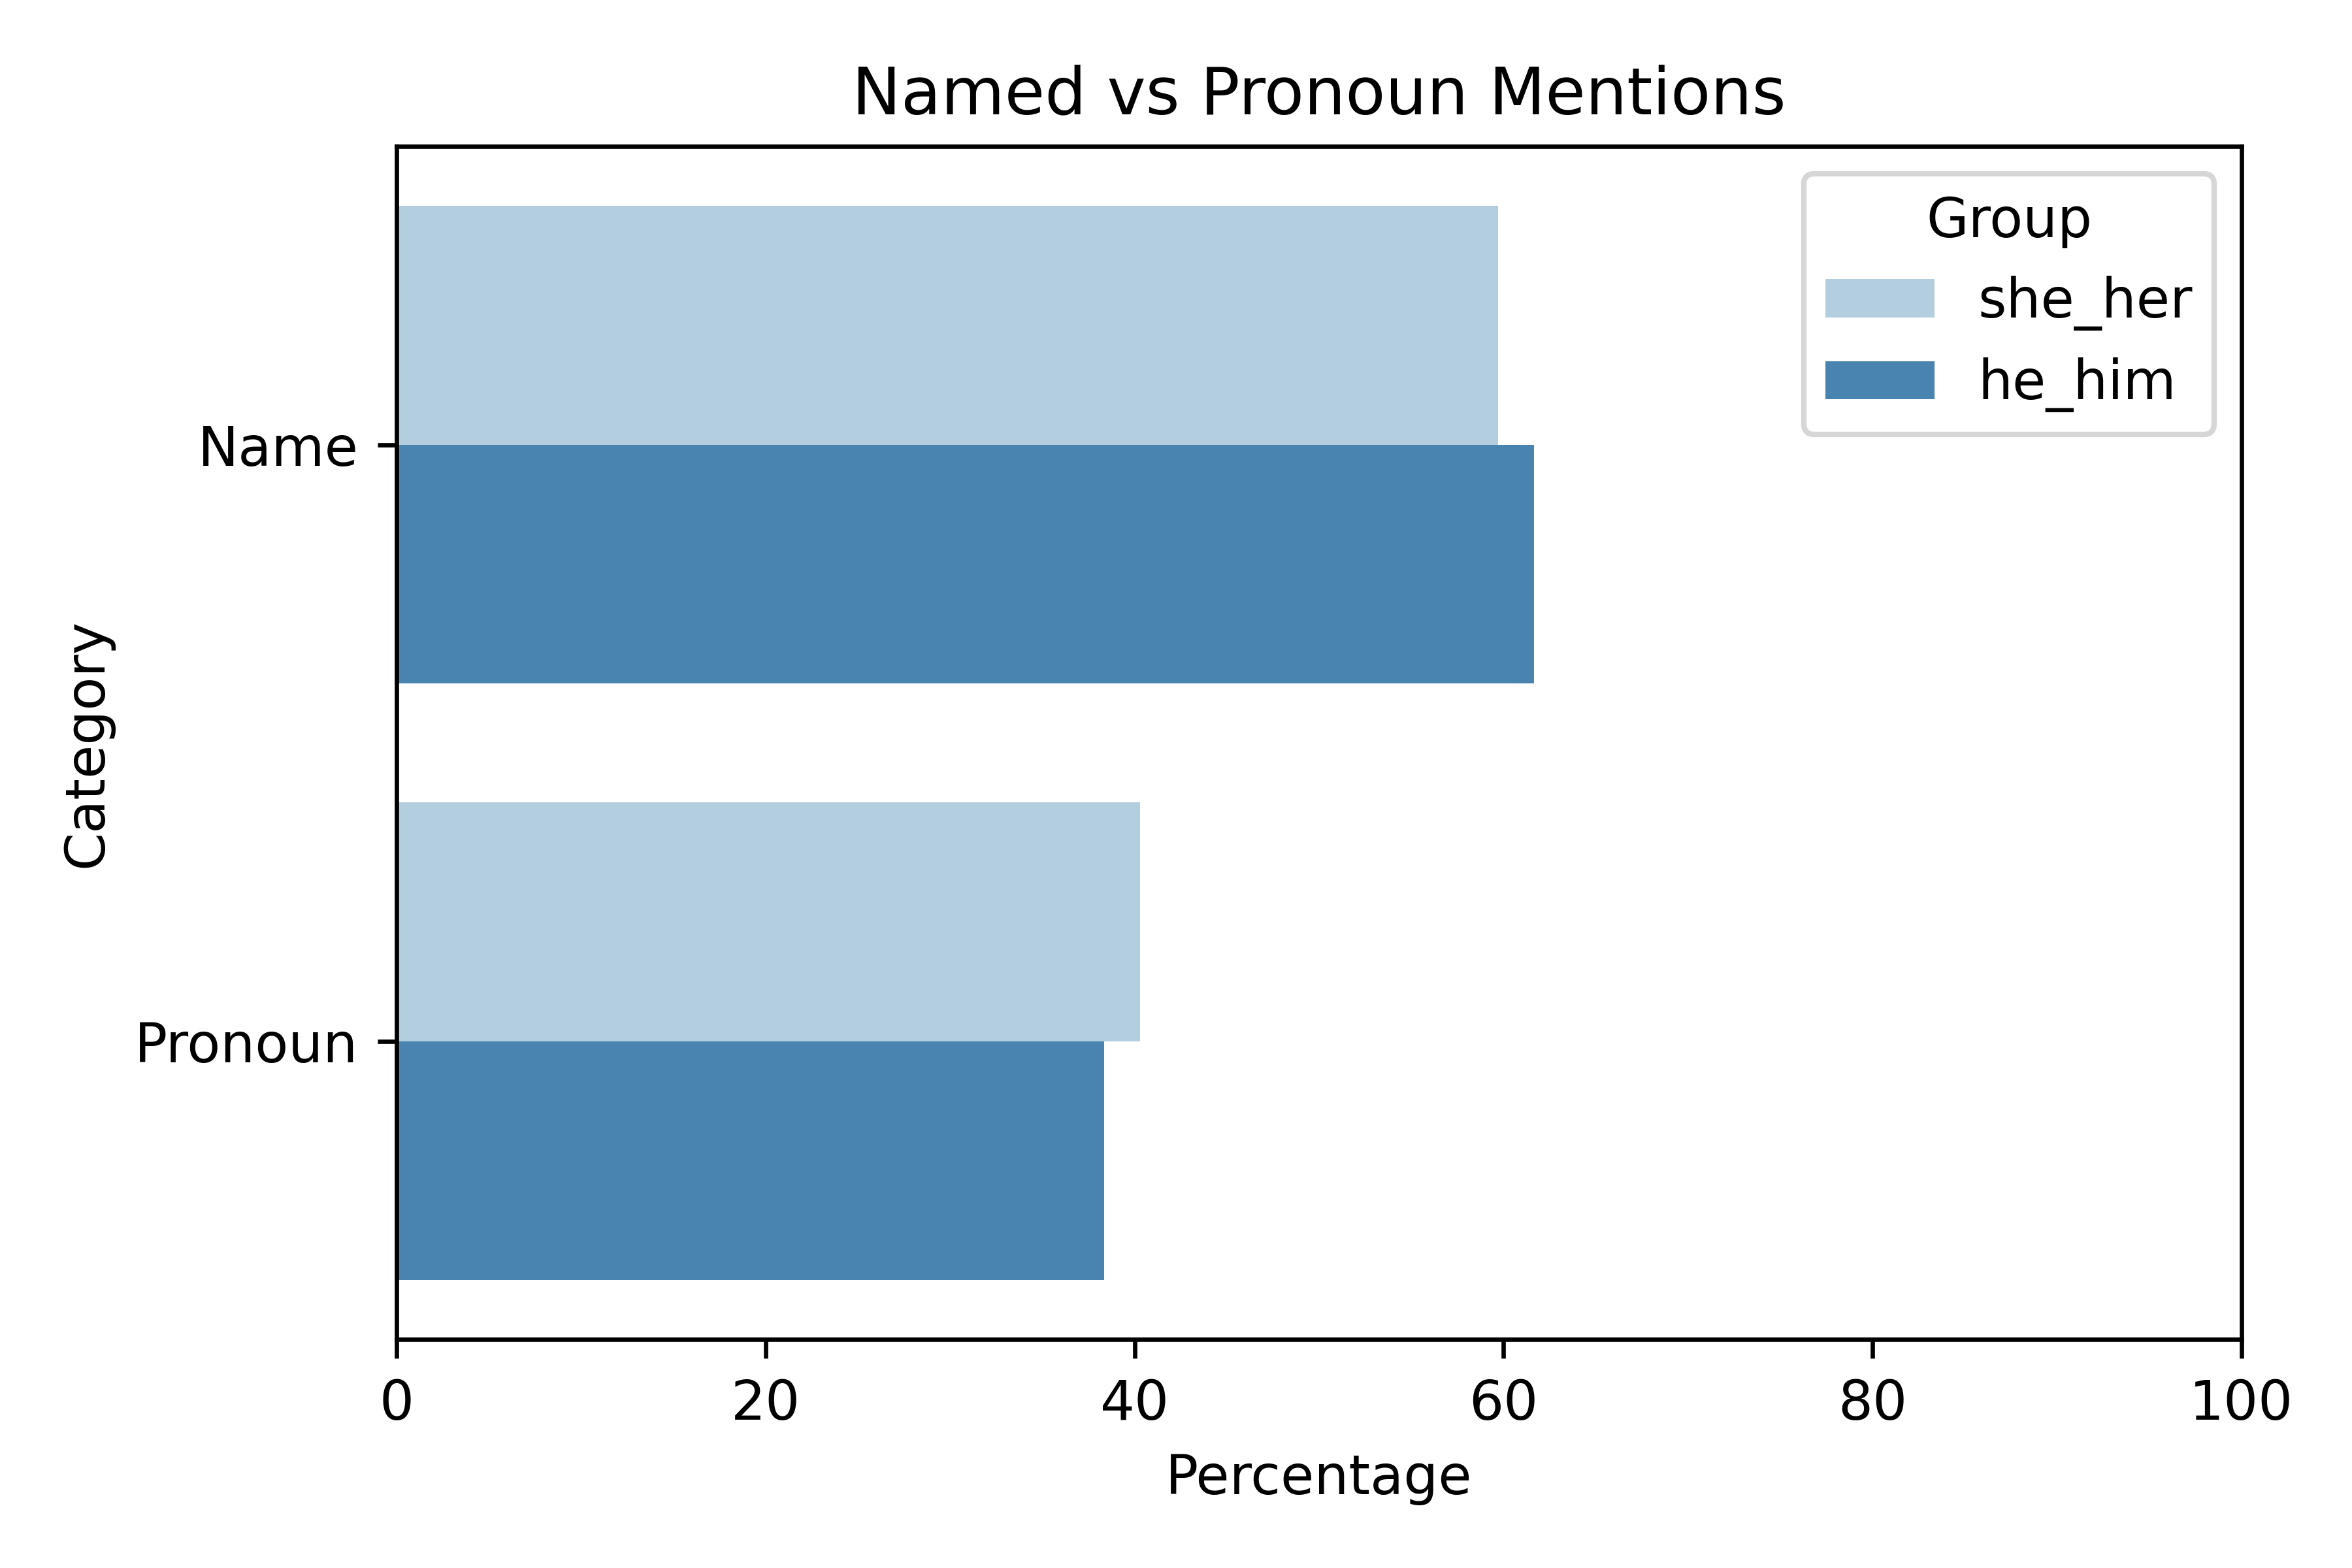 Named vs Pronoun Mentions
Group
she_her
he_him
Name
Pronoun
Category
0 20 40 60 80 100
Percentage